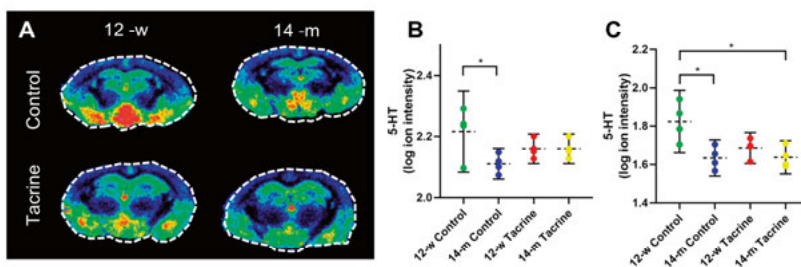 A
12 -w
14 -m
Control
Tacrine
B
5-HT
(log ion intensity)
2.4
2.2
2.0
*
12-w Control
14-m Control
12-w Tacrine
14-m Tacrine
C
5-HT
(log ion intensity)
2.2
2.0
1.8
1.6
1.4
*
*
12-w Control
14-m Control
12-w Tacrine
14-m Tacrine